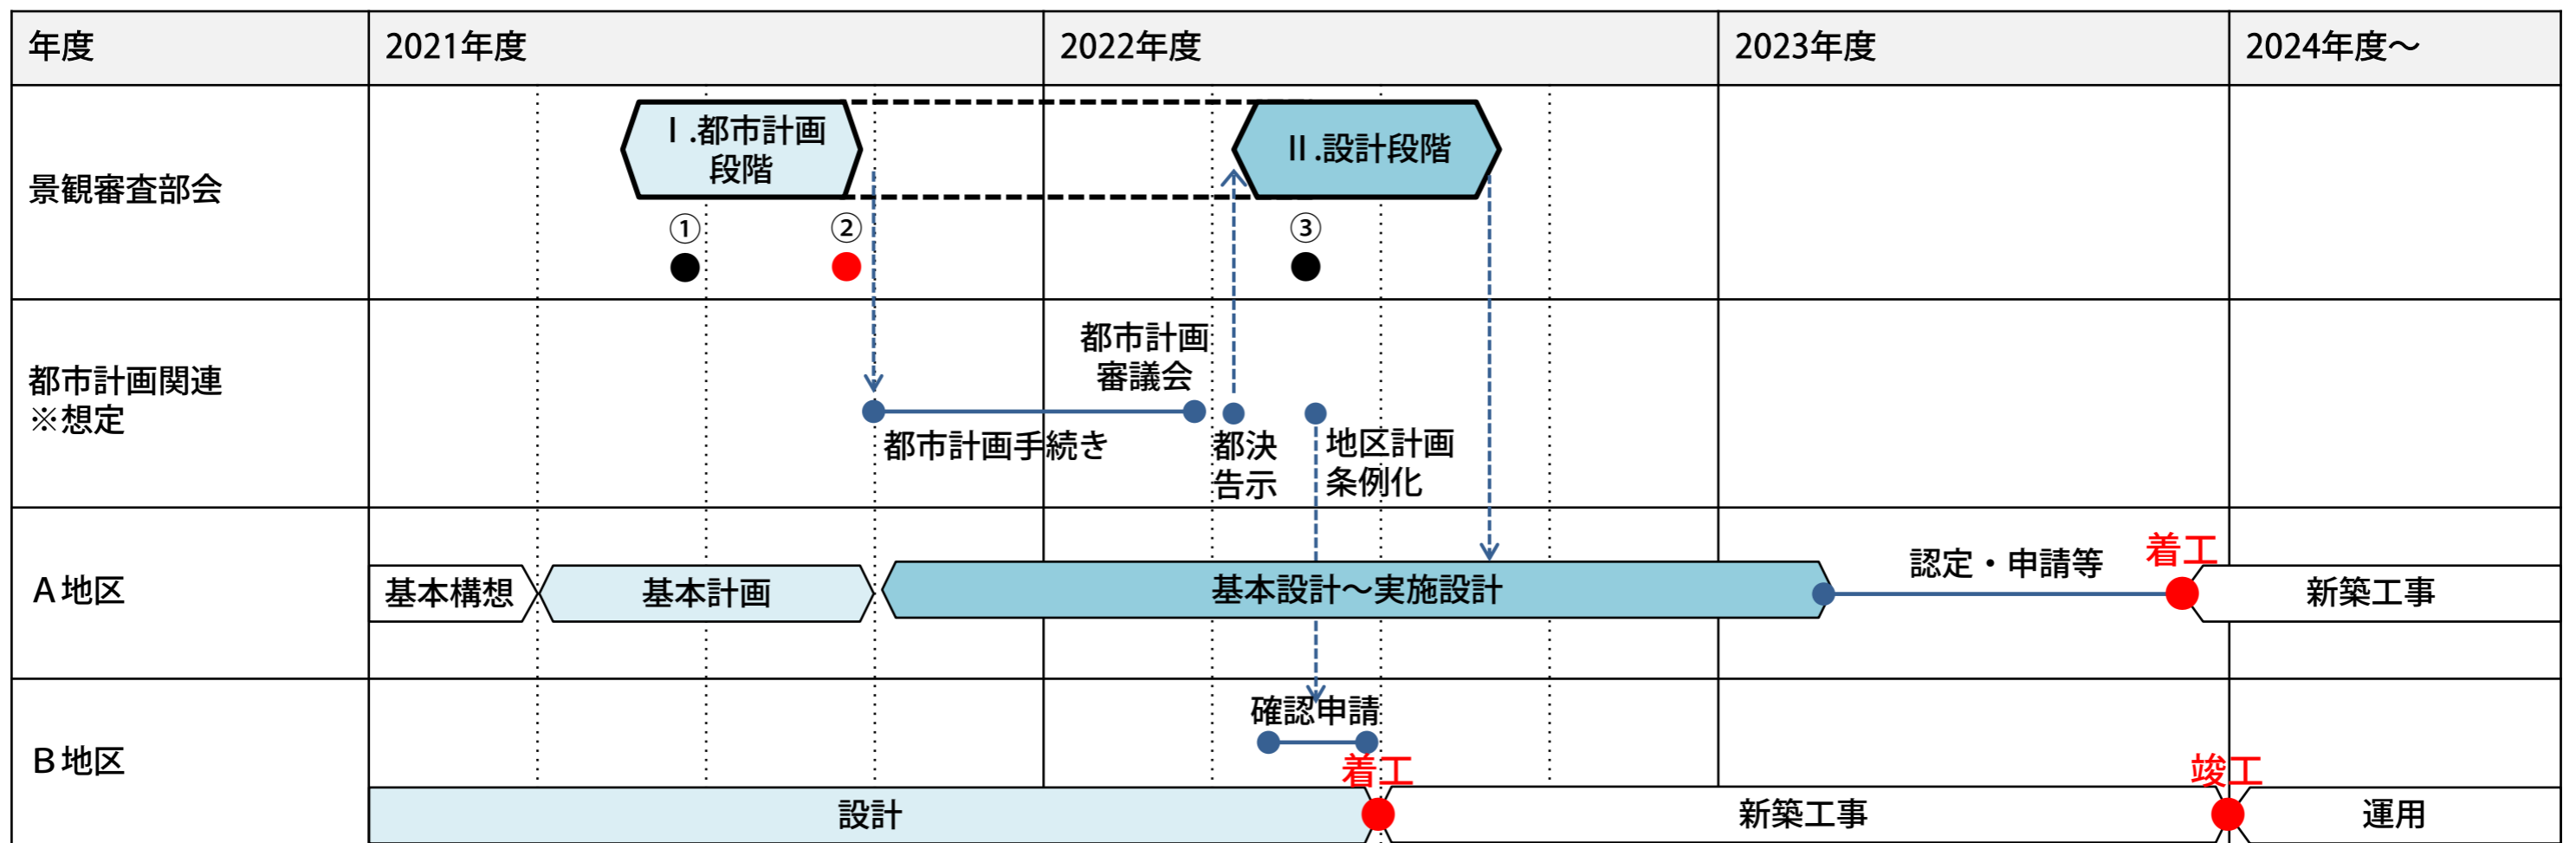 年度
2021年度
2022年度
2023年度
2024年度～
景観審査部会
Ⅰ.都市計画
段階
Ⅱ.設計段階
①
②
③
都市計画関連
※想定
都市計画
審議会
都市計画手続き
都決
告示
地区計画
条例化
Ａ地区
基本構想
基本計画
基本設計～実施設計
認定・申請等
着工
新築工事
Ｂ地区
確認申請
着工
竣工
設計
新築工事
運用